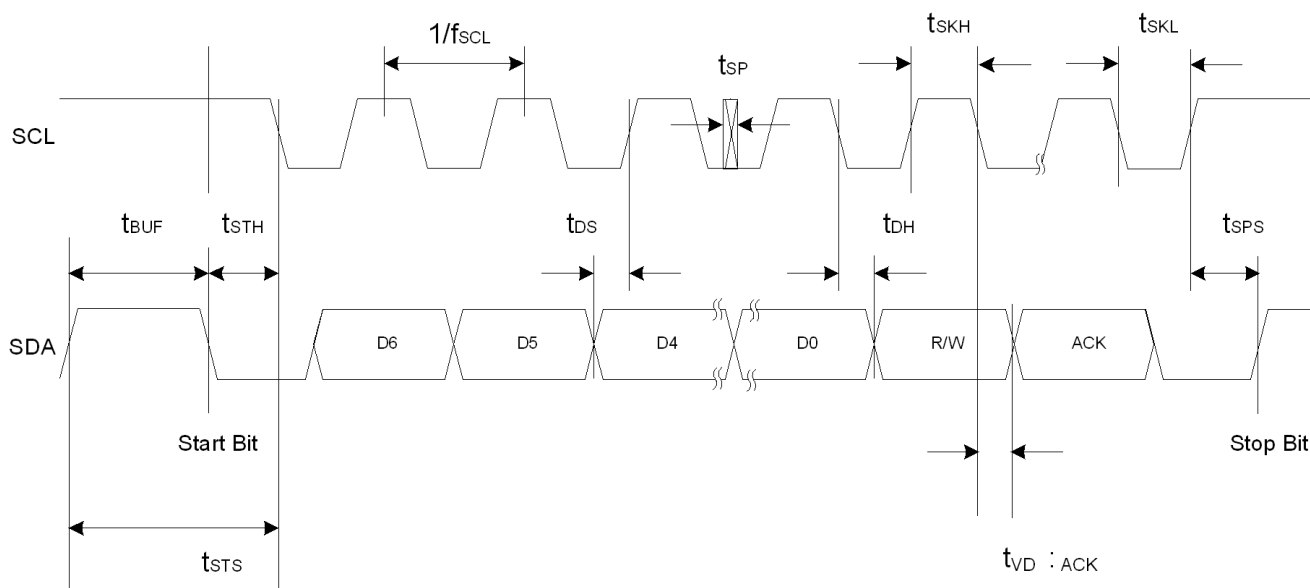 1/fSCL
tSKH
tSKL
tSP
SCL
tBUF
tSTH
tDS
tDH
tSPS
SDA
D6
D5
D4
D0
R/W
ACK
Start Bit
Stop Bit
tSTS
tVD : ACK